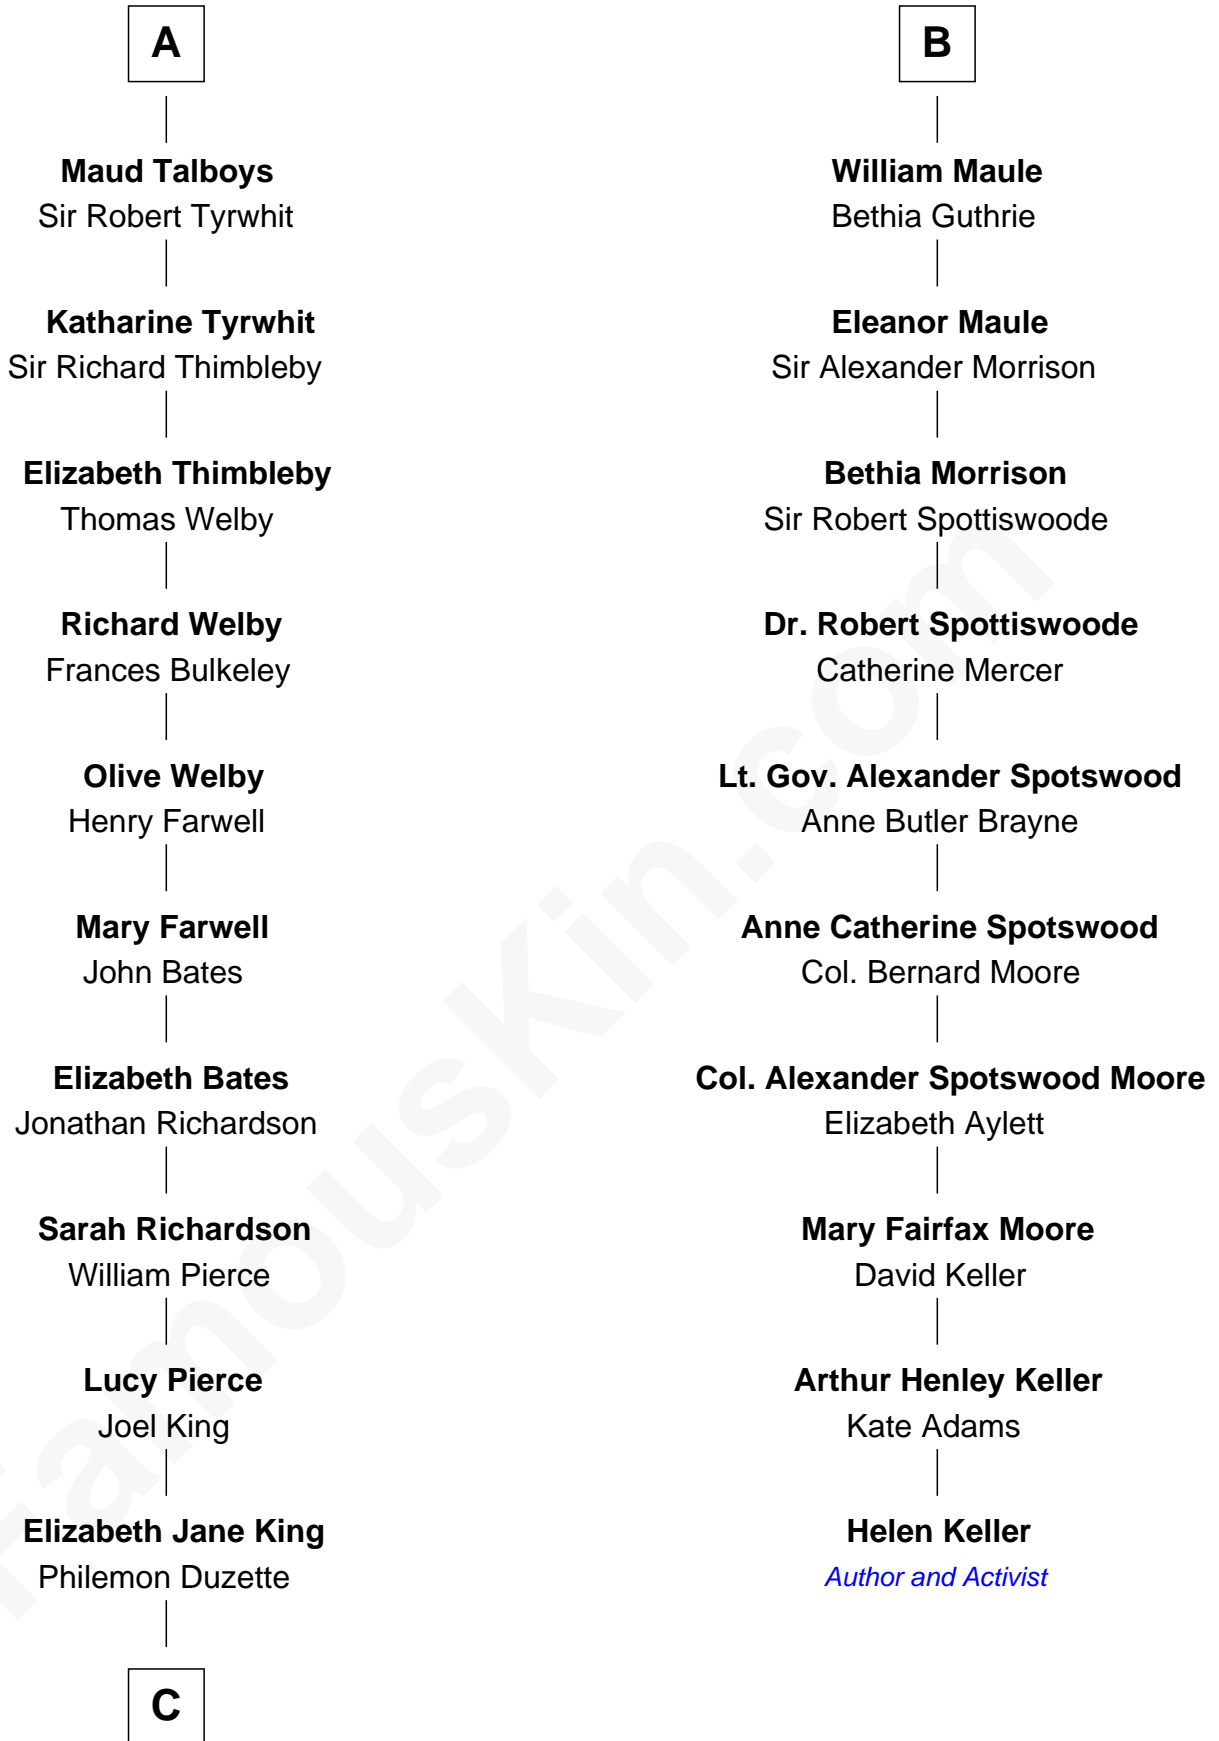 A
Maud Talboys
Sir Robert Tyrwhit
Katharine Tyrwhit
Sir Richard Thimbleby
Elizabeth Thimbleby
Thomas Welby
Richard Welby
Frances Bulkeley
Olive Welby
Henry Farwell
Mary Farwell
John Bates
Elizabeth Bates
Jonathan Richardson
Sarah Richardson
William Pierce
Lucy Pierce
Joel King
Elizabeth Jane King
Philemon Duzette
C
B
William Maule
Bethia Guthrie
Eleanor Maule
Sir Alexander Morrison
Bethia Morrison
Sir Robert Spottiswoode
Dr. Robert Spottiswoode
Catherine Mercer
Lt. Gov. Alexander Spotswood
Anne Butler Brayne
Anne Catherine Spotswood
Col. Bernard Moore
Col. Alexander Spotswood Moore
Elizabeth Aylett
Mary Fairfax Moore
David Keller
Arthur Henley Keller
Kate Adams
Helen Keller
Author and Activist
FamousKin.com